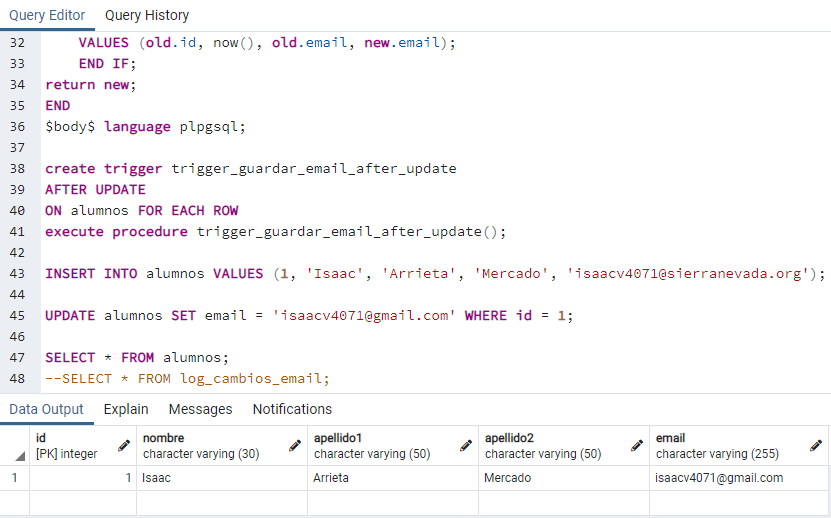 Query Editor Query History
32 VALUES (old.id, now(), old.email, new.email);
33 END IF;
34 return new;
35 END
36 $body$ language plpgsql;
37
38 create trigger trigger_guardar_email_after_update
39 AFTER UPDATE
40 ON alumnos FOR EACH ROW
41 execute procedure trigger_guardar_email_after_update();
42
43 INSERT INTO alumnos VALUES (1, 'Isaac', 'Arrieta', 'Mercado', 'isaacv4071@sierranevada.org');
44
45 UPDATE alumnos SET email = 'isaacv4071@gmail.com' WHERE id = 1;
46
47 SELECT * FROM alumnos;
48 --SELECT * FROM log_cambios_email;
Data Output Explain Messages Notifications
id nombre apellido1 apellido2 email
[PK] integer character varying (30) character varying (50) character varying (50) character varying (255)
1 1 Isaac Arrieta Mercado isaacv4071@gmail.com